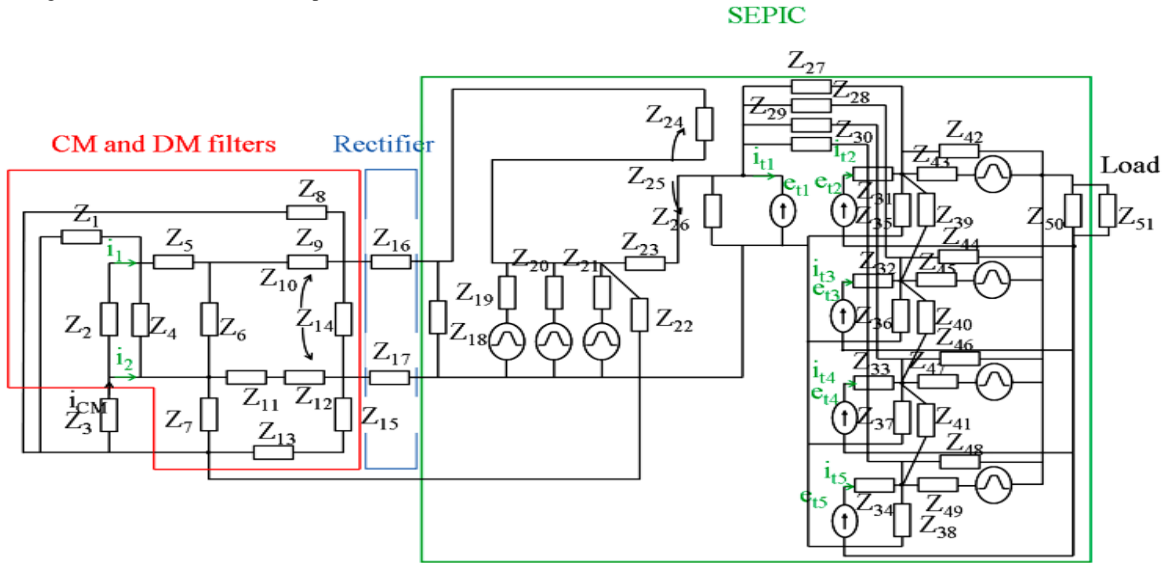 SEPIC
CM and DM filters
Rectifier
Load
Z27
Z28
Z29
Z30
Z24
Z25
Z26
it1
et1
it2
et2
Z31
Z35
Z42
Z43
Z39
Z50
Z51
Z8
Z1
i1
Z5
Z9
Z10
Z16
Z2
Z4
Z6
Z14
i2
iCM
Z3
Z7
Z11
Z12
Z13
Z15
Z17
Z18
Z19
Z20
Z21
Z23
Z22
it3
et3
Z32
Z36
Z44
Z45
Z40
it4
et4
Z33
Z37
Z46
Z47
Z41
it5
et5
Z34
Z38
Z48
Z49